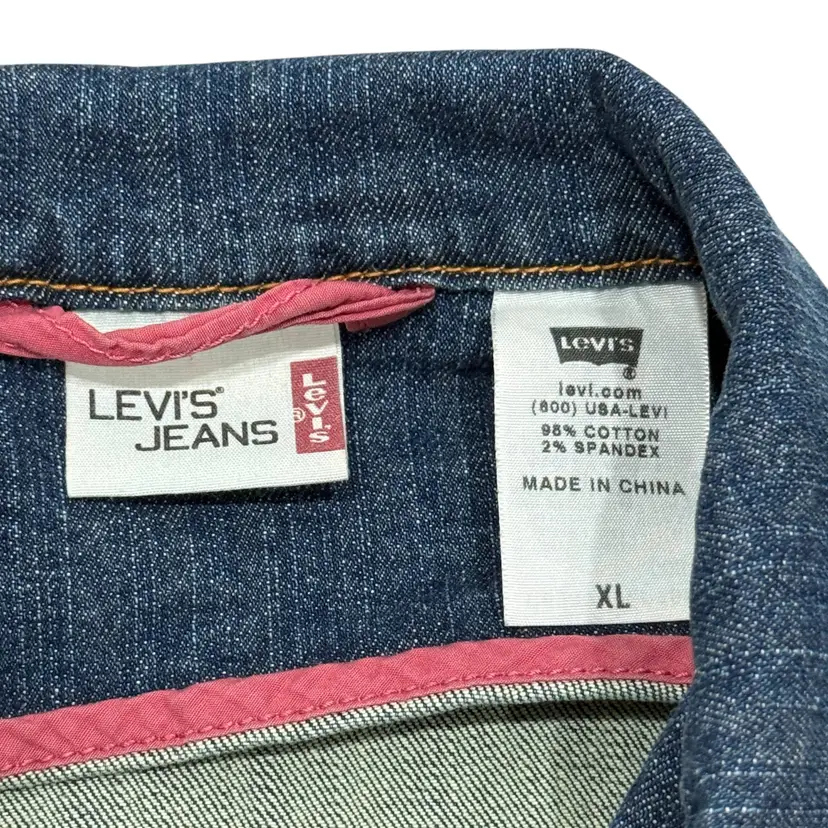 LEVI'S®
JEANS
LeVI's
®
LeVI's
®
levi.com
(800) USA-LEVI
98% COTTON
2% SPANDEX
MADE IN CHINA
XL